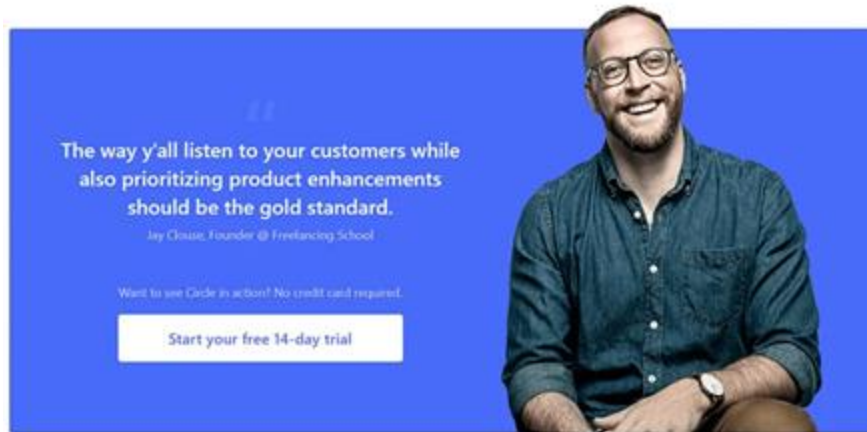 “
The way y'all listen to your customers while
also prioritizing product enhancements
should be the gold standard.
Jay Clouse, Founder @ Freelancing School
Want to see Circle in action? No credit card required.
Start your free 14-day trial